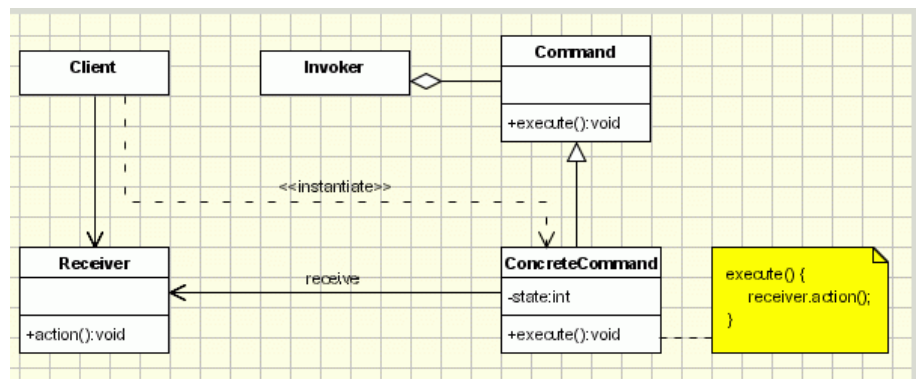 Client
Invoker
Command
+execute():void
<<instantiate>>
Receiver
+action():void
receive
ConcreteCommand
-state:int
+execute():void
execute() {
receiver.action();
}